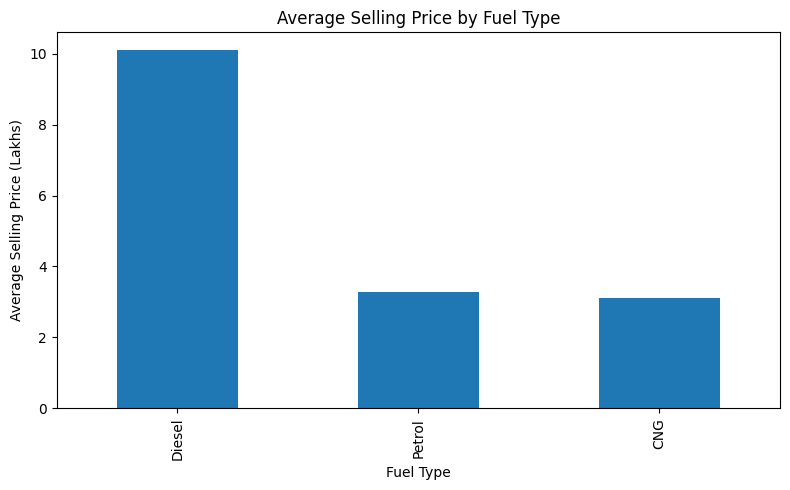 Average Selling Price by Fuel Type
Average Selling Price (Lakhs)
10
8
6
4
2
0
Diesel
Petrol
CNG
Fuel Type